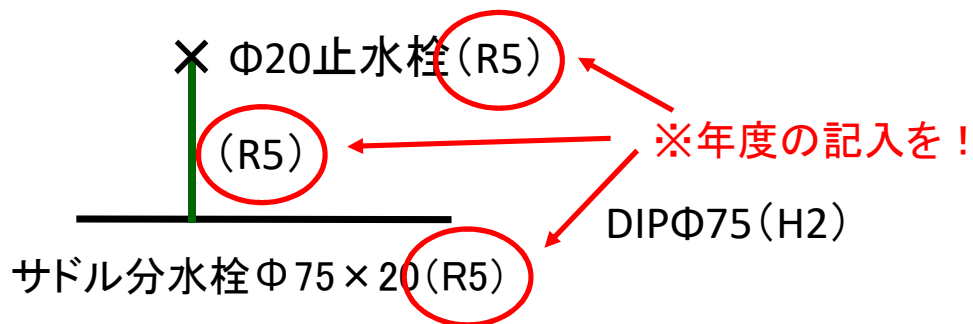 Φ20止水栓(R5)
(R5)
※年度の記入を!
DIPΦ75(H2)
サドル分水栓Φ75×20(R5)